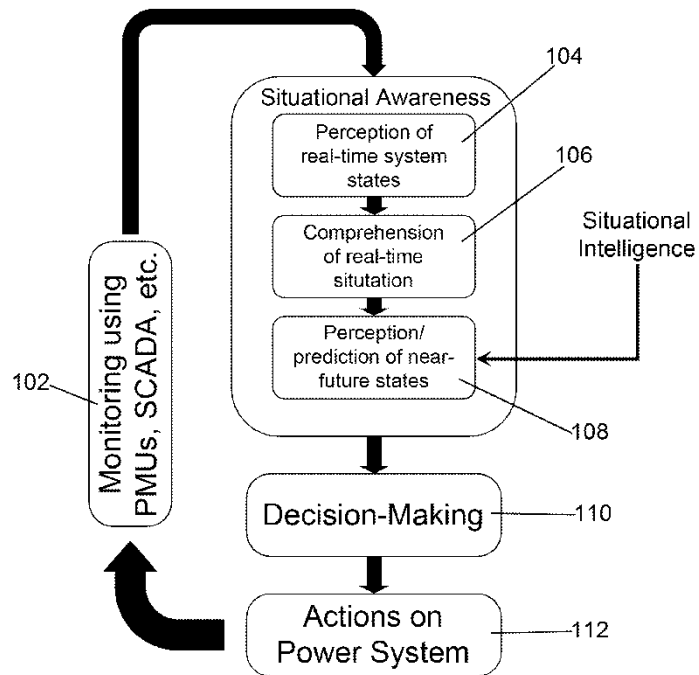 Situational Awareness
104
Perception of
real-time system
states
106
Comprehension
of real-time
situtation
Situational
Intelligence
Perception/
prediction of near-
future states
108
102
Monitoring using
PMUs, SCADA, etc.
Decision-Making
110
Actions on
Power System
112